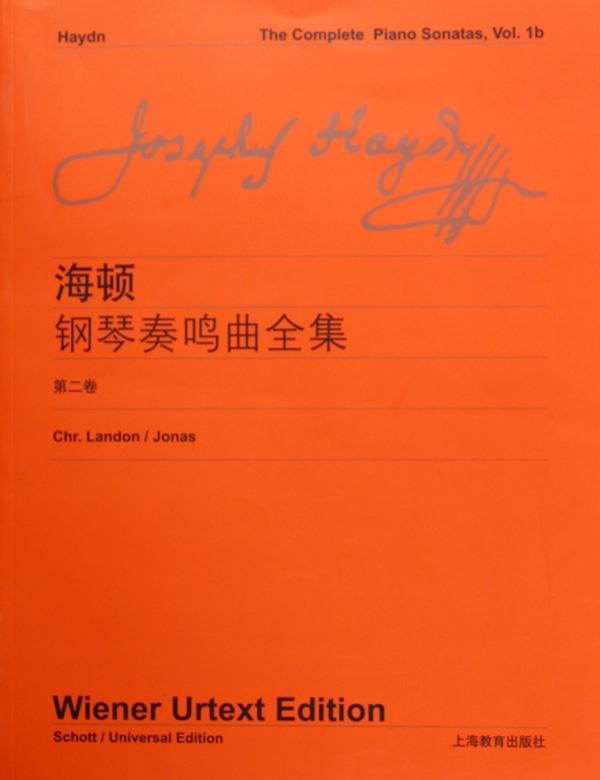 Haydn
The Complete Piano Sonatas, Vol. 1b
Joseph Haydn
海顿
钢琴奏鸣曲全集
第二卷
Chr. Landon / Jonas
Wiener Urtext Edition
Schott / Universal Edition
上海教育出版社